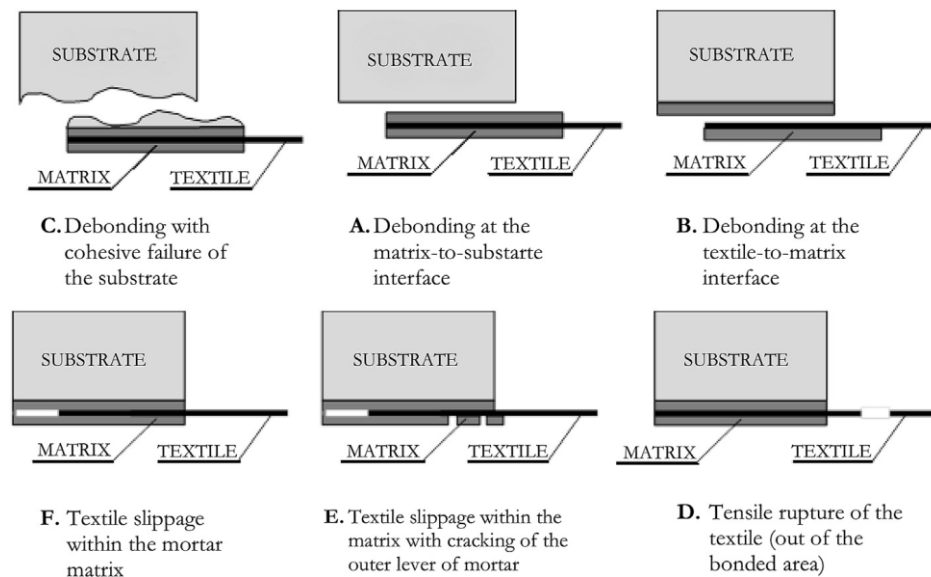 SUBSTRATE
MATRIX
TEXTILE
C. Debonding with
cohesive failure of
the substrate
SUBSTRATE
MATRIX
TEXTILE
A. Debonding at the
matrix-to-substarte
interface
SUBSTRATE
MATRIX
TEXTILE
B. Debonding at the
textile-to-matrix
interface
SUBSTRATE
MATRIX
TEXTILE
F. Textile slippage
within the mortar
matrix
SUBSTRATE
MATRIX
TEXTILE
E. Textile slippage within the
matrix with cracking of the
outer lever of mortar
SUBSTRATE
MATRIX
TEXTILE
D. Tensile rupture of the
textile (out of the
bonded area)